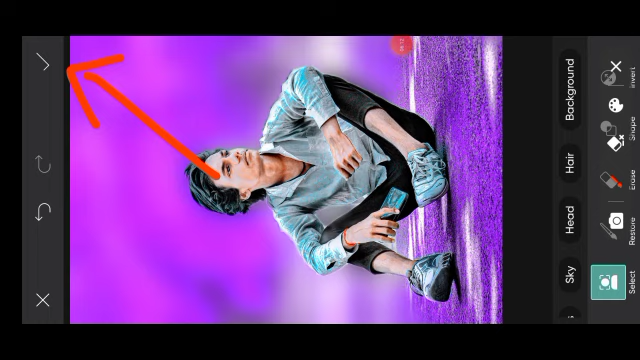 Background
Hair
Head
Sky
Invert
Shape
Erase
Restore
Select